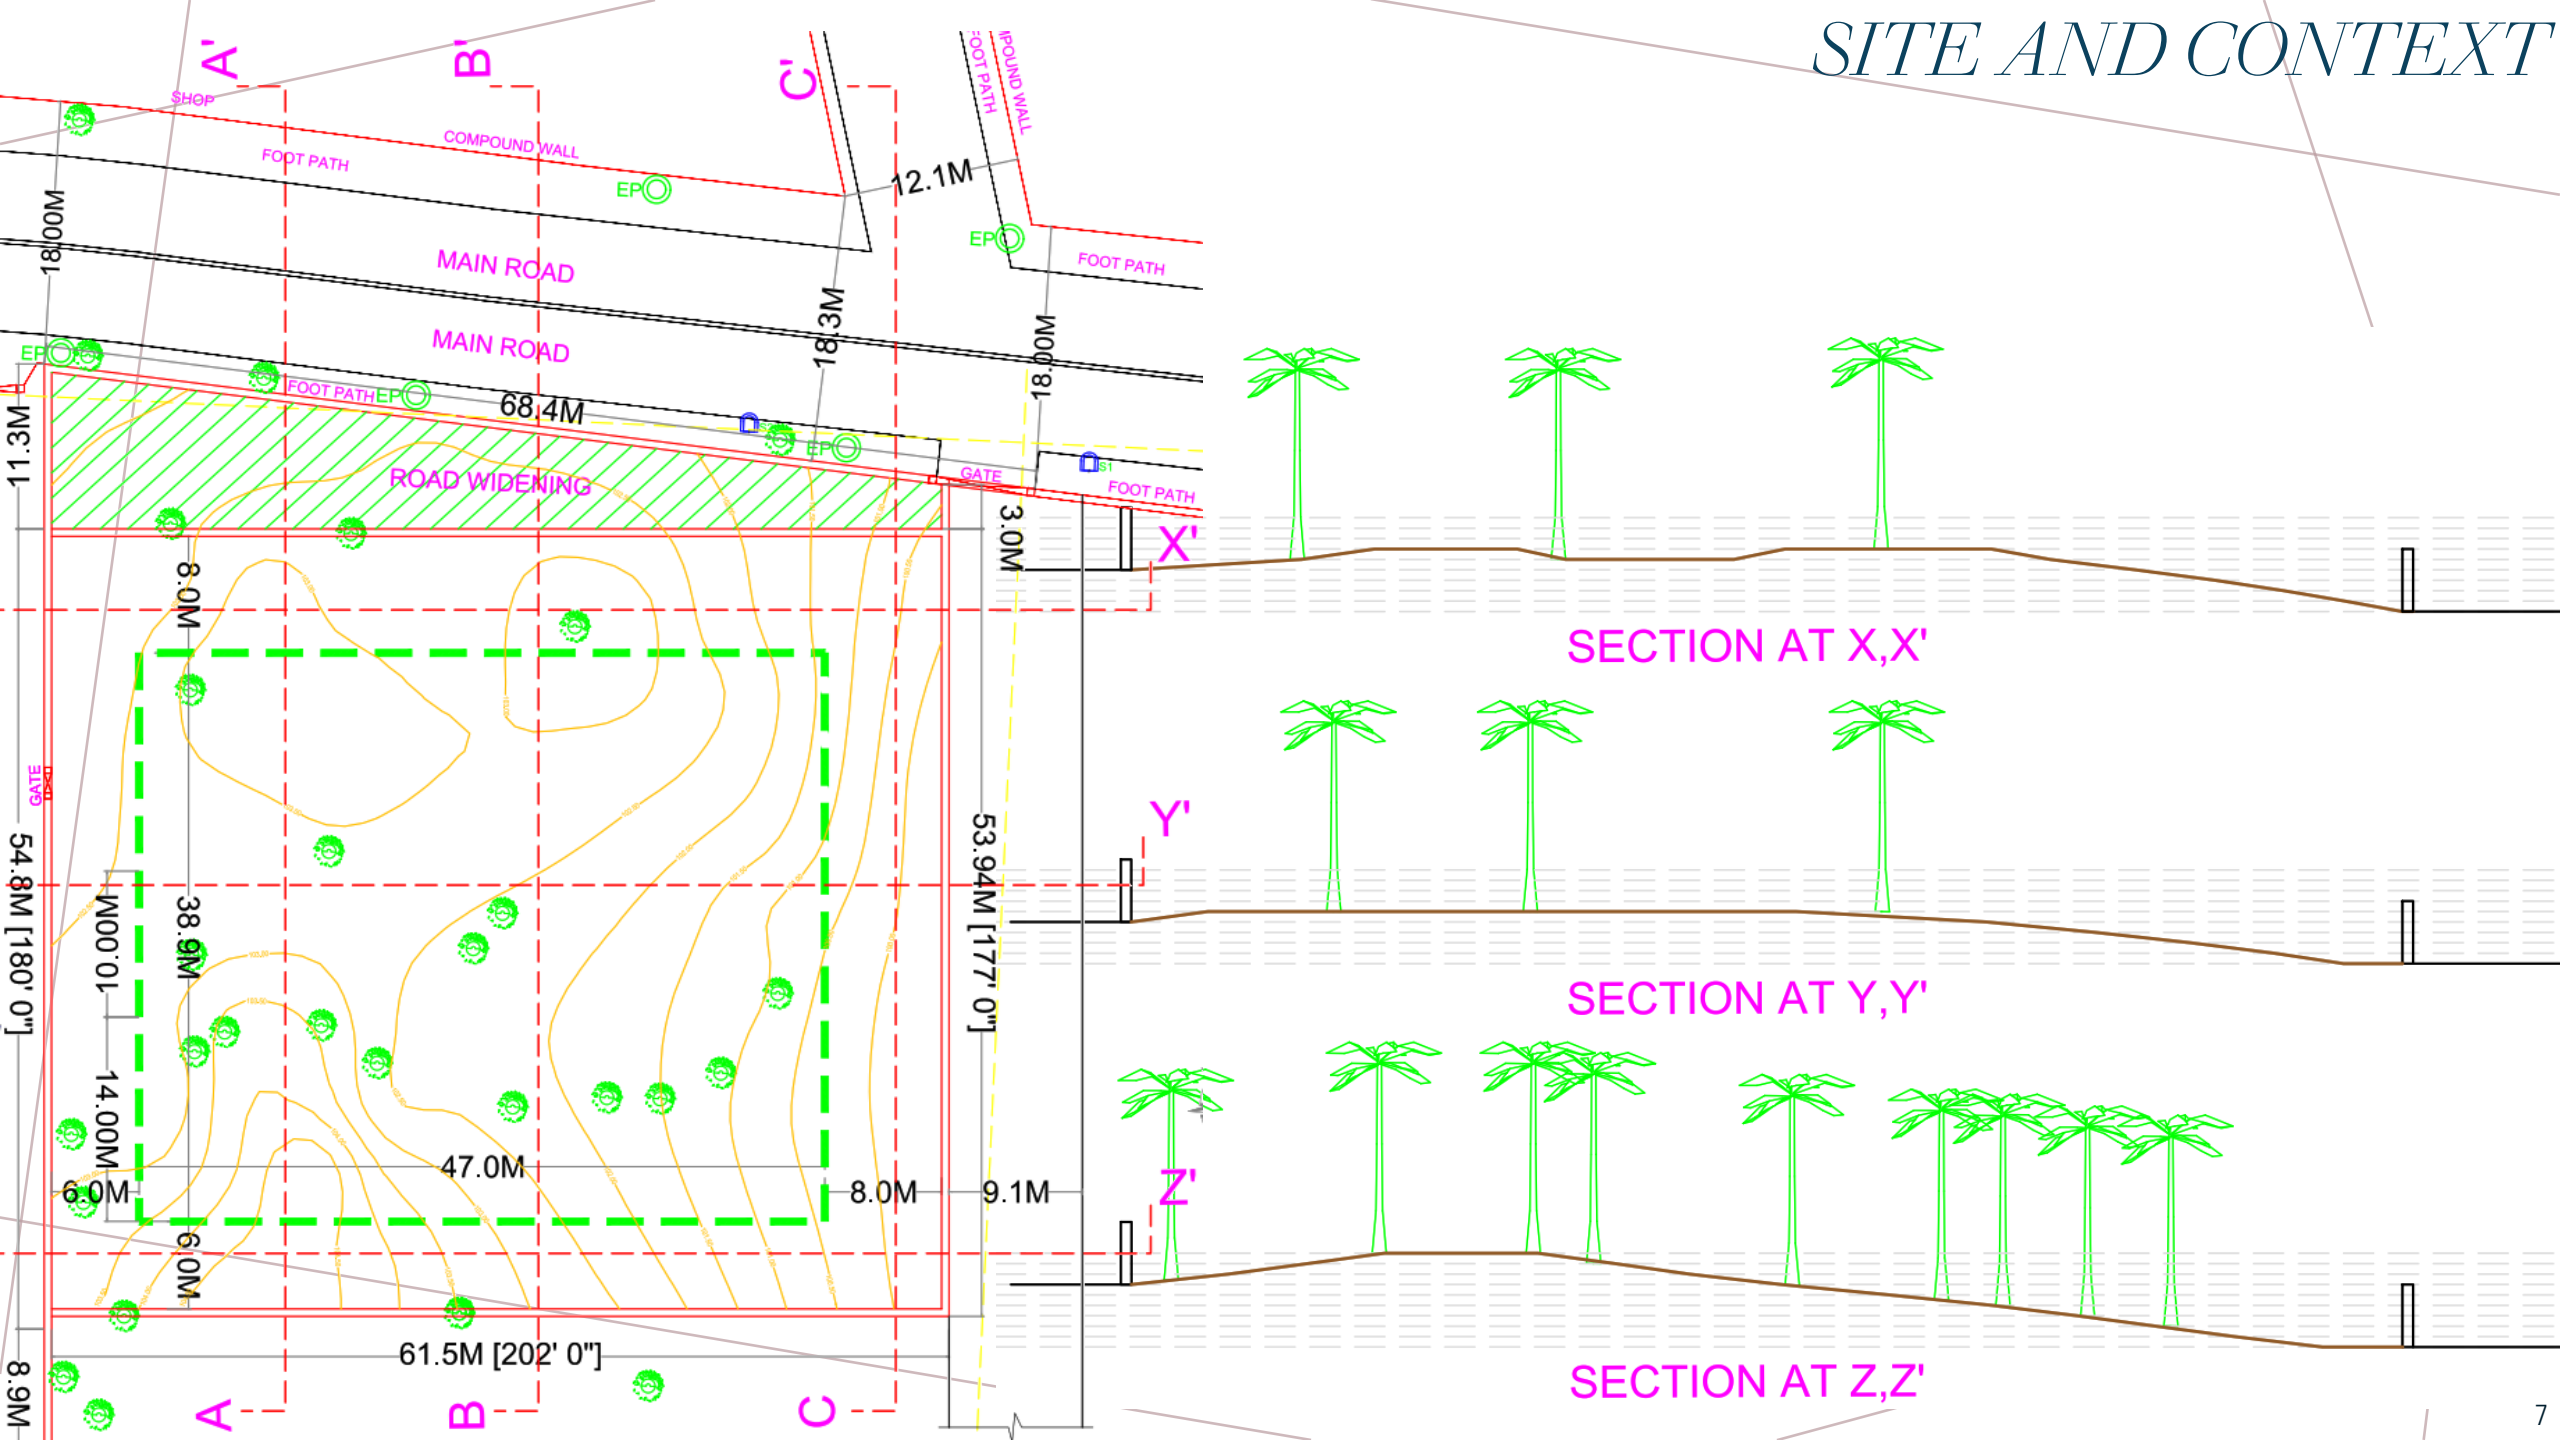 SITE AND CONTEXT
A'
B'
C'
SHOP
COMPOUND WALL
FOOT PATH
FOOT PATH
EP
12.1M
18.00M
EP
FOOT PATH
MAIN ROAD
MAIN ROAD
18.3M
18.00M
EP
FOOT PATH
EP
68.4M
EP
S1
GATE
FOOT PATH
11.3M
ROAD WIDENING
3.0M
X'
8.0M
SECTION AT X,X'
GATE
Y'
54.8M [180' 0"]
10.00M
38.9M
53.94M [177' 0"]
SECTION AT Y,Y'
14.00M
47.0M
6.0M
8.0M
9.1M
Z'
6.0M
61.5M [202' 0"]
8.9M
SECTION AT Z,Z'
A
B
C
7